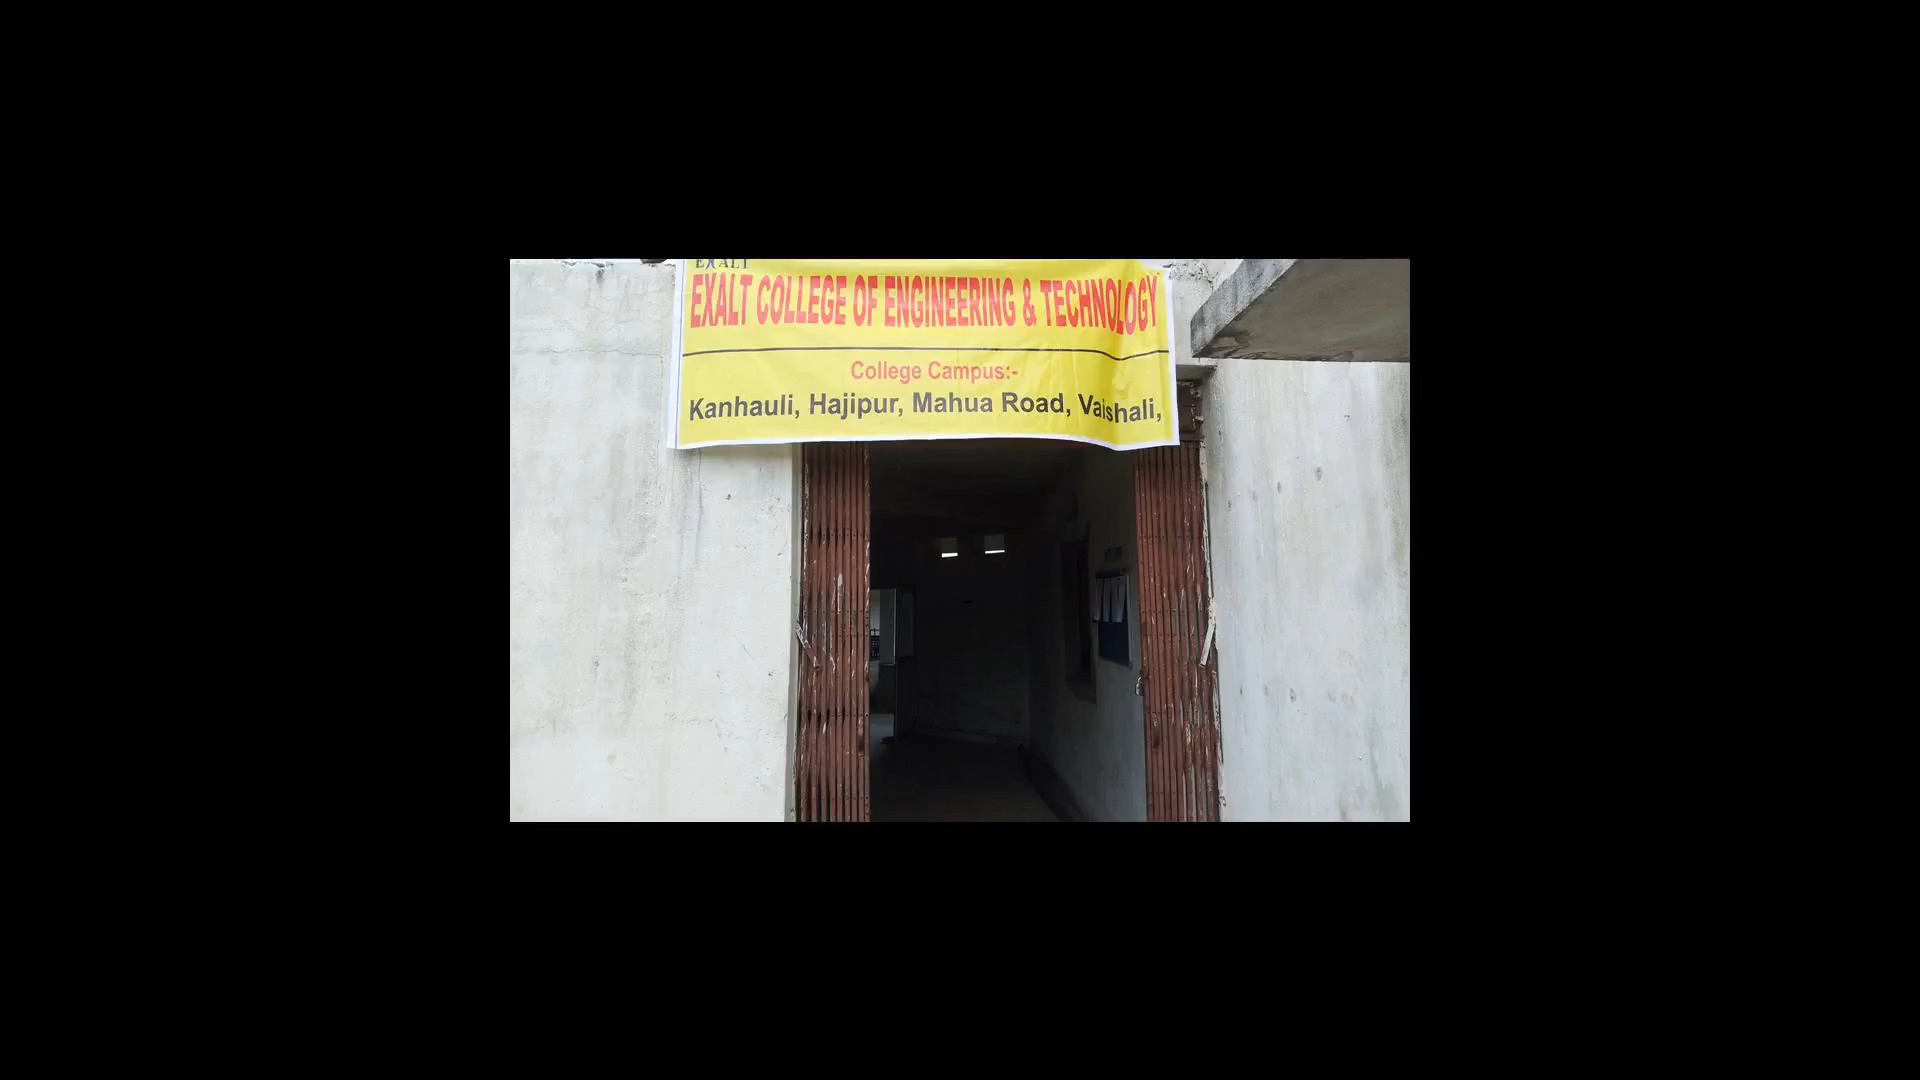 EXALT
EXALT COLLEGE OF ENGINEERING & TECHNOLOGY
College Campus:-
Kanhauli, Hajipur, Mahua Road, Vaishali,